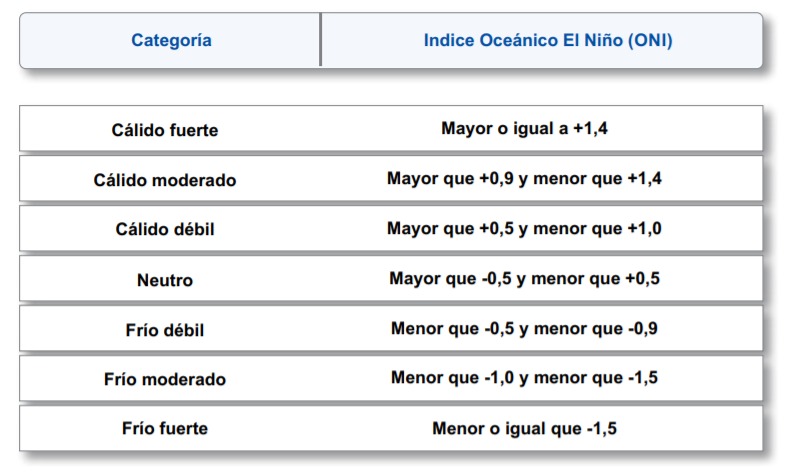 Categoría Indice Oceánico El Niño (ONI)
Cálido fuerte Mayor o igual a +1,4
Cálido moderado Mayor que +0,9 y menor que +1,4
Cálido débil Mayor que +0,5 y menor que +1,0
Neutro Mayor que -0,5 y menor que +0,5
Frío débil Menor que -0,5 y menor que -0,9
Frío moderado Menor que -1,0 y menor que -1,5
Frío fuerte Menor o igual que -1,5